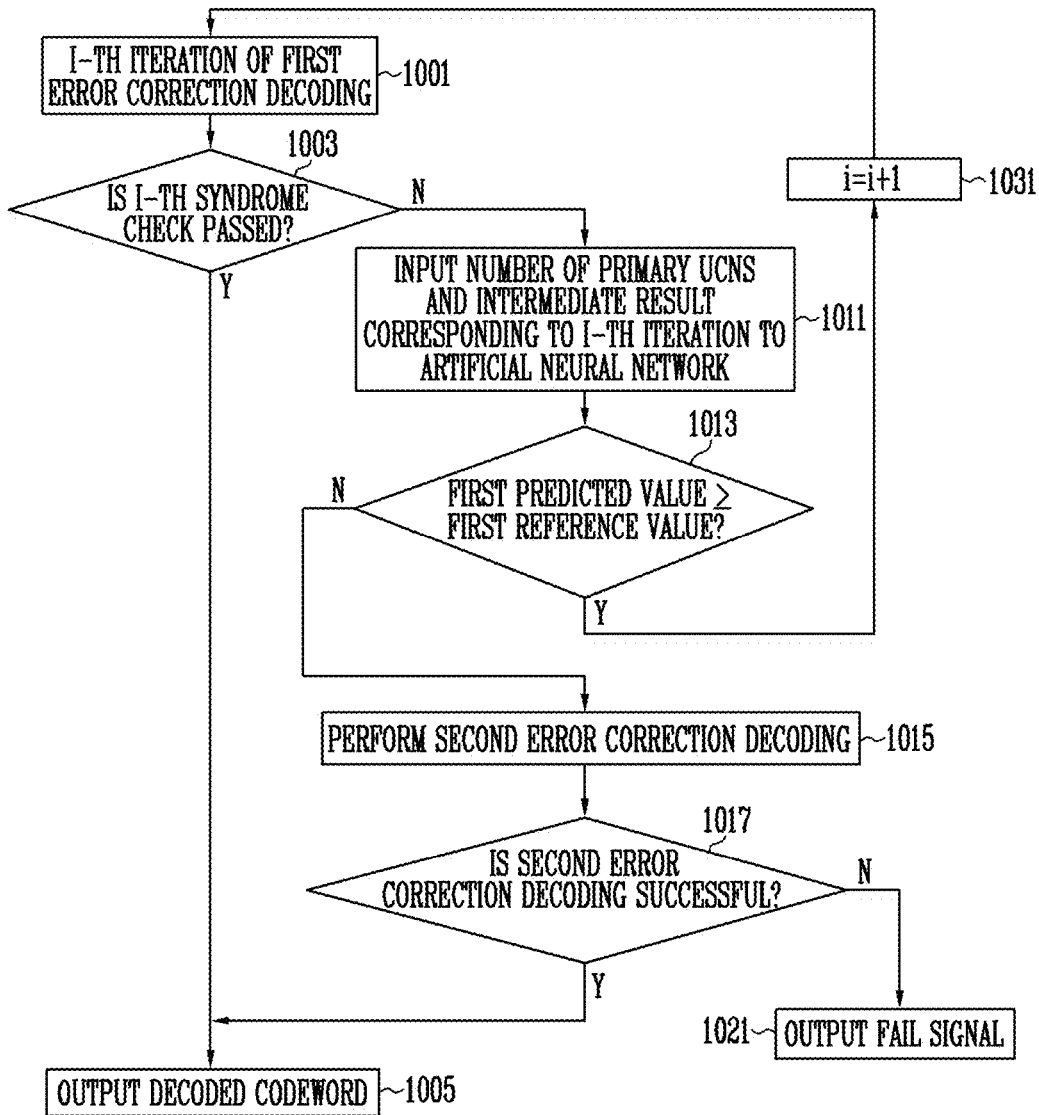 I-TH ITERATION OF FIRST
ERROR CORRECTION DECODING
1001
1003
IS I-TH SYNDROME
CHECK PASSED?
N
Y
i=i+1
1031
INPUT NUMBER OF PRIMARY UCNS
AND INTERMEDIATE RESULT
CORRESPONDING TO I-TH ITERATION TO
ARTIFICIAL NEURAL NETWORK
1011
1013
FIRST PREDICTED VALUE ≥
FIRST REFERENCE VALUE?
N
Y
PERFORM SECOND ERROR CORRECTION DECODING
1015
1017
IS SECOND ERROR
CORRECTION DECODING SUCCESSFUL?
N
Y
1021
OUTPUT FAIL SIGNAL
OUTPUT DECODED CODEWORD
1005